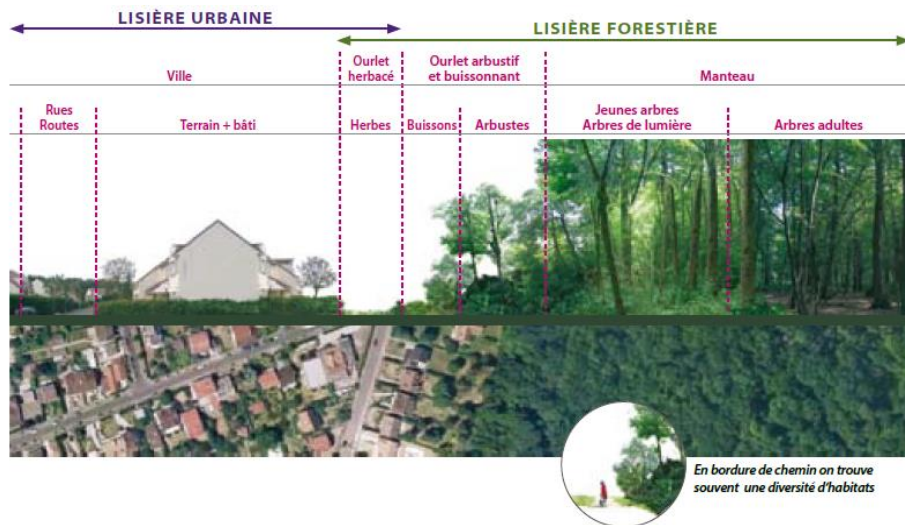 LISIÈRE URBAINE
LISIÈRE FORESTIÈRE
Ville
Ourlet
herbacé
Ourlet arbustif
et buissonnant
Manteau
Rues
Routes
Terrain + bâti
Herbes
Buissons
Arbustes
Jeunes arbres
Arbres de lumière
Arbres adultes
En bordure de chemin on trouve
souvent une diversité d'habitats